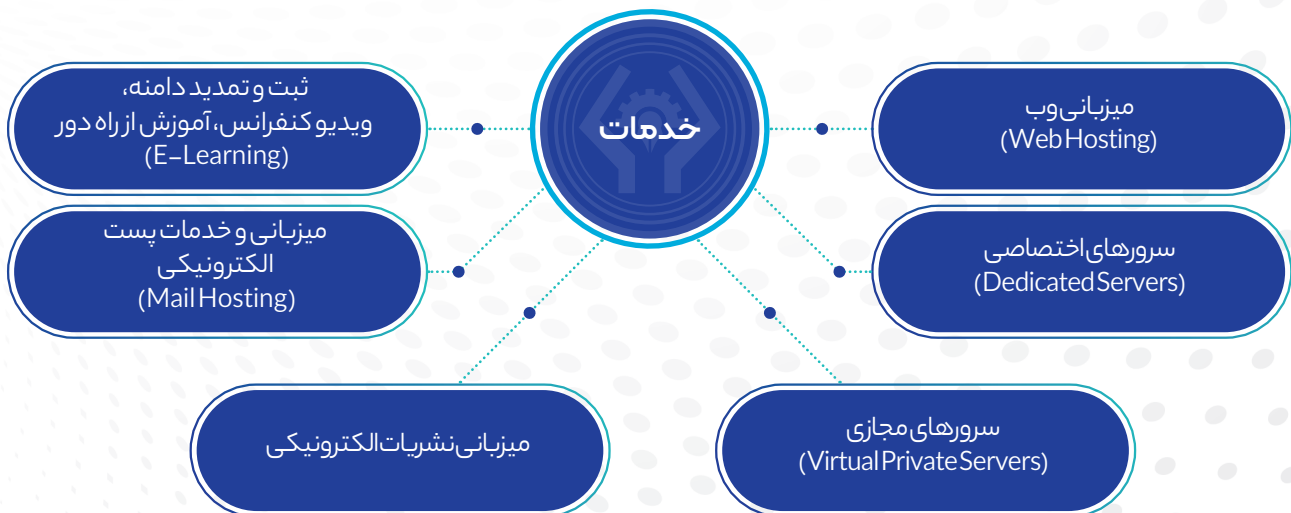 خدمات
میزبانی وب
(Web Hosting)
سرورهای اختصاصی
(Dedicated Servers)
سرورهای مجازی
(Virtual Private Servers)
میزبانی نشریات الکترونیکی
میزبانی و خدمات پست
الکترونیکی
(Mail Hosting)
ثبت و تمدید دامنه،
ویدیو کنفرانس، آموزش از راه دور
(E-Learning)